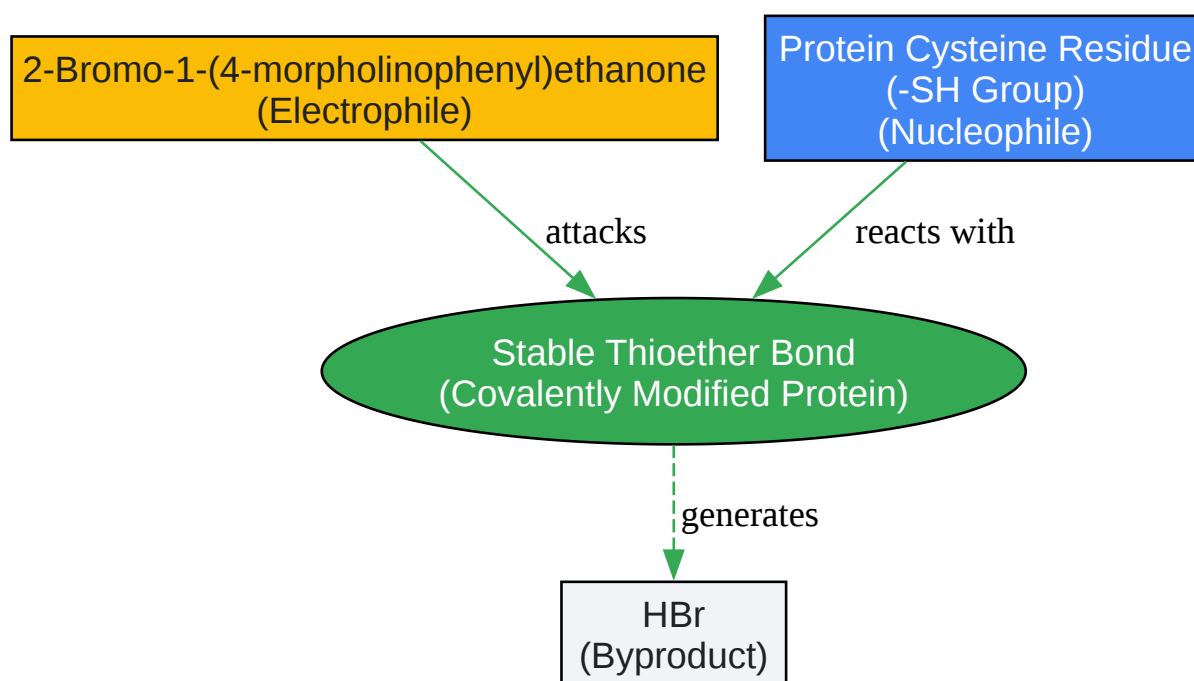 2-Bromo-1-(4-morpholinophenyl)ethanone
(Electrophile)
Protein Cysteine Residue
(-SH Group)
(Nucleophile)
attacks
reacts with
Stable Thioether Bond
(Covalently Modified Protein)
generates
HBr
(Byproduct)